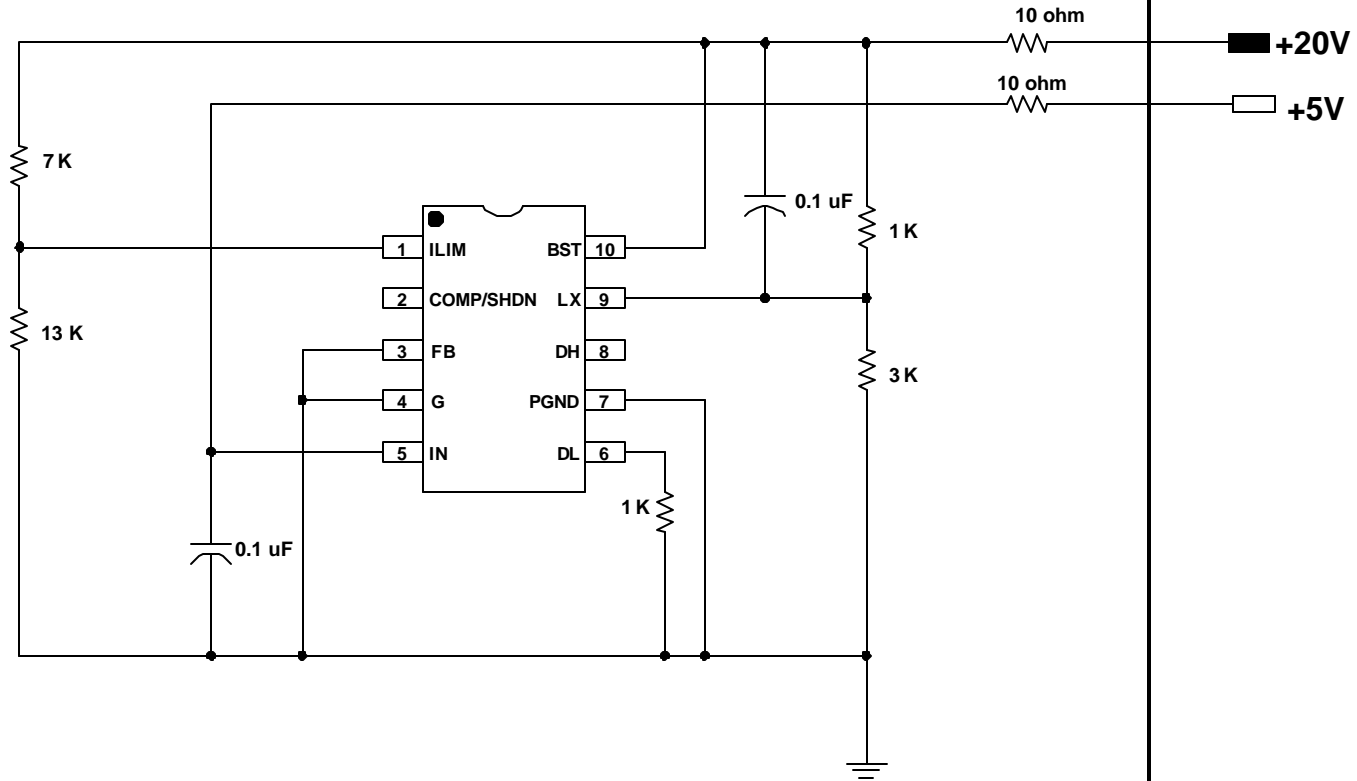 10 ohm
+20V
10 ohm
+5V
7 K
0.1 uF
1 K
1 ILIM BST 10
2 COMP/SHDN LX 9
13 K
3 FB DH 8
3 K
4 G PGND 7
5 IN DL 6
1 K
0.1 uF